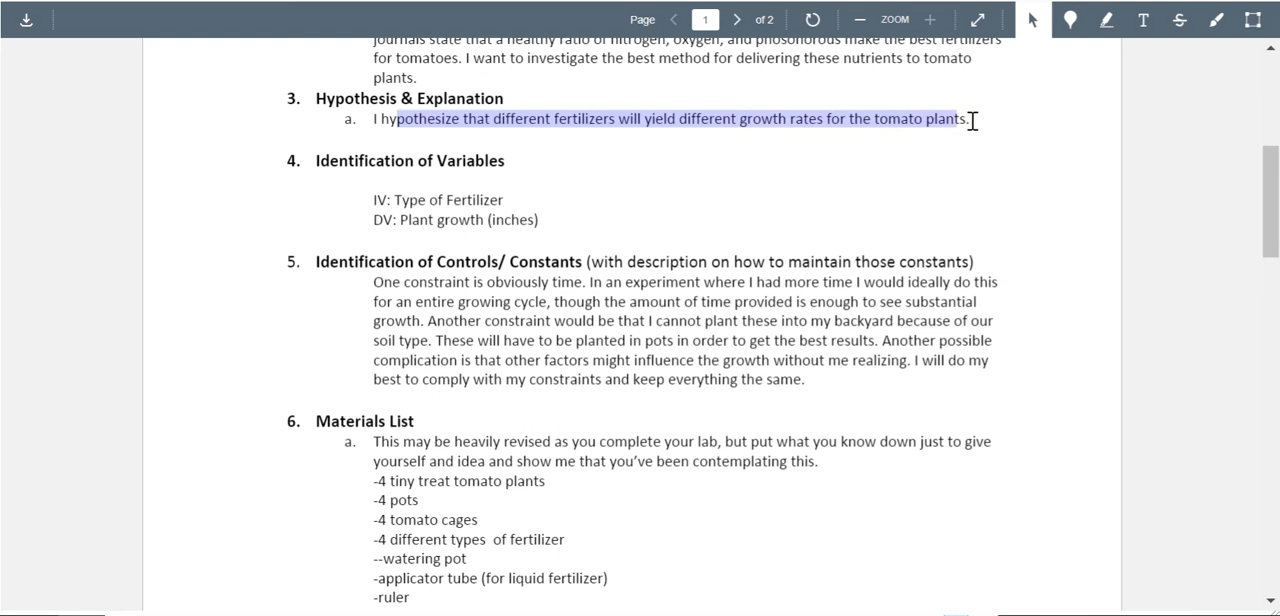 Page 1 of 2 ZOOM T S
journals state that a healthy ratio of nitrogen, oxygen, and phosohorous make the best fertilizers
for tomatoes. I want to investigate the best method for delivering these nutrients to tomato
plants.
3. Hypothesis & Explanation
a. I hypothesize that different fertilizers will yield different growth rates for the tomato plants.
4. Identification of Variables
IV: Type of Fertilizer
DV: Plant growth (inches)
5. Identification of Controls/ Constants (with description on how to maintain those constants)
One constraint is obviously time. In an experiment where I had more time I would ideally do this
for an entire growing cycle, though the amount of time provided is enough to see substantial
growth. Another constraint would be that I cannot plant these into my backyard because of our
soil type. These will have to be planted in pots in order to get the best results. Another possible
complication is that other factors might influence the growth without me realizing. I will do my
best to comply with my constraints and keep everything the same.
6. Materials List
a. This may be heavily revised as you complete your lab, but put what you know down just to give
yourself and idea and show me that you’ve been contemplating this.
-4 tiny treat tomato plants
-4 pots
-4 tomato cages
-4 different types of fertilizer
--watering pot
-applicator tube (for liquid fertilizer)
-ruler